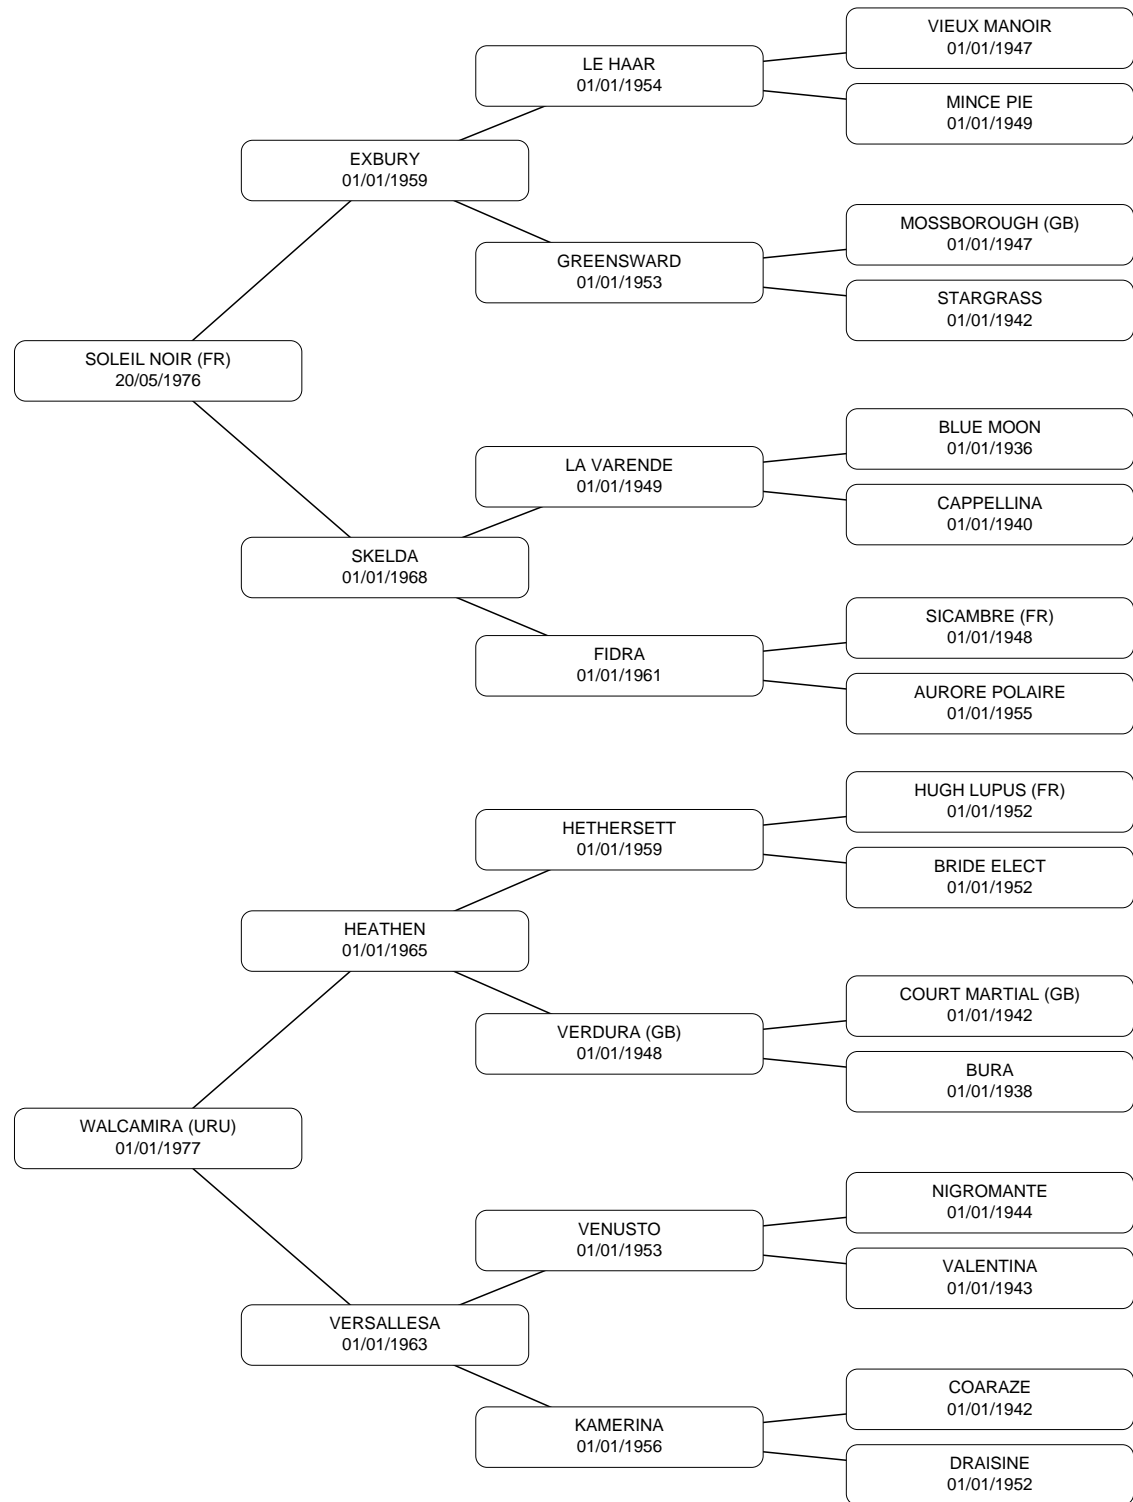 VIEUX MANOIR
01/01/1947
LE HAAR
01/01/1954
MINCE PIE
01/01/1949
EXBURY
01/01/1959
MOSSBOROUGH (GB)
01/01/1947
GREENSWARD
01/01/1953
STARGRASS
01/01/1942
SOLEIL NOIR (FR)
20/05/1976
BLUE MOON
01/01/1936
LA VARENDE
01/01/1949
CAPPELLINA
01/01/1940
SKELDA
01/01/1968
SICAMBRE (FR)
01/01/1948
FIDRA
01/01/1961
AURORE POLAIRE
01/01/1955
HUGH LUPUS (FR)
01/01/1952
HETHERSETT
01/01/1959
BRIDE ELECT
01/01/1952
HEATHEN
01/01/1965
COURT MARTIAL (GB)
01/01/1942
VERDURA (GB)
01/01/1948
BURA
01/01/1938
WALCAMIRA (URU)
01/01/1977
NIGROMANTE
01/01/1944
VENUSTO
01/01/1953
VALENTINA
01/01/1943
VERSALLESA
01/01/1963
COARAZE
01/01/1942
KAMERINA
01/01/1956
DRAISINE
01/01/1952